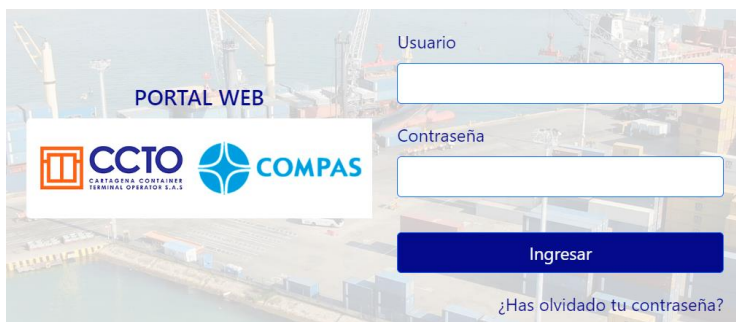 PORTAL WEB
CCTO
CARTAGENA CONTAINER
TERMINAL OPERATOR S.A.S
COMPAS
Usuario
Contraseña
Ingresar
¿Has olvidado tu contraseña?